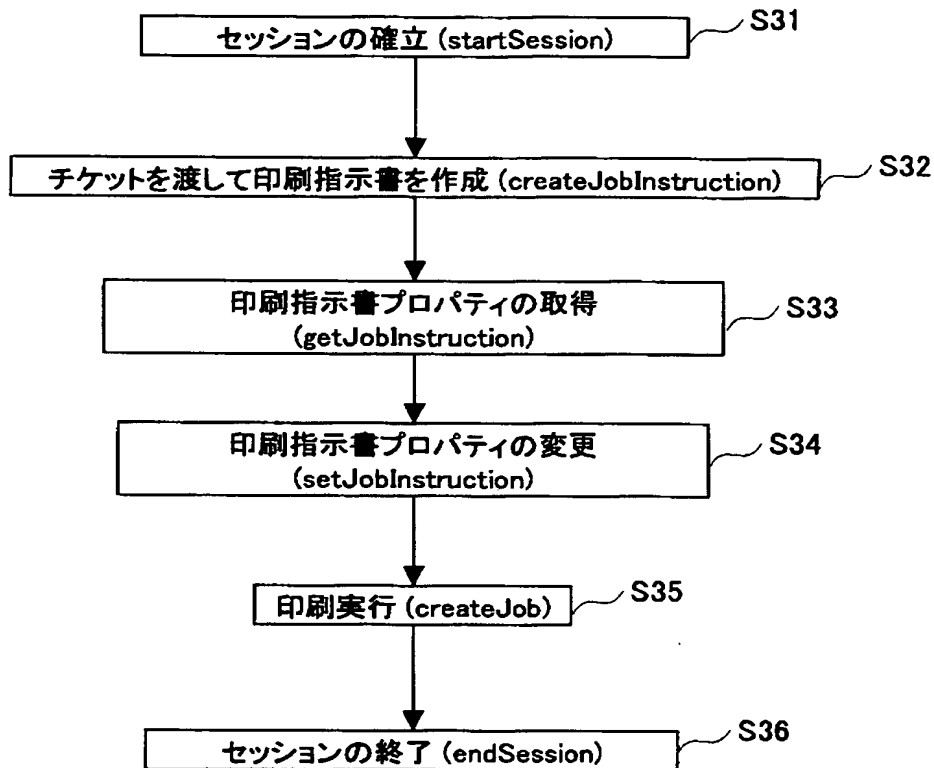 セッションの確立 (startSession)
S31
チケットを渡して印刷指示書を作成 (createJobInstruction)
S32
印刷指示書プロパティの取得
(getJobInstruction)
S33
印刷指示書プロパティの変更
(setJobInstruction)
S34
印刷実行 (createJob)
S35
セッションの終了 (endSession)
S36